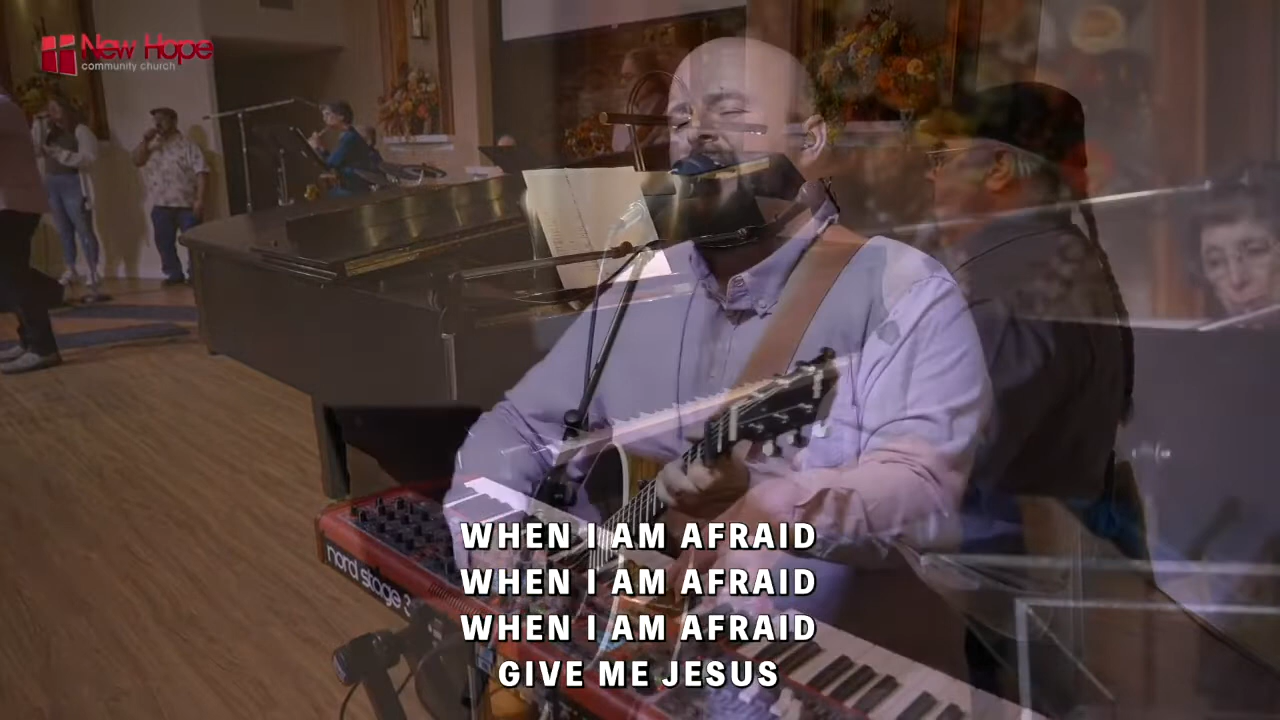 New Hope
community church
WHEN I AM AFRAID
WHEN I AM AFRAID
WHEN I AM AFRAID
GIVE ME JESUS
nord stage 3